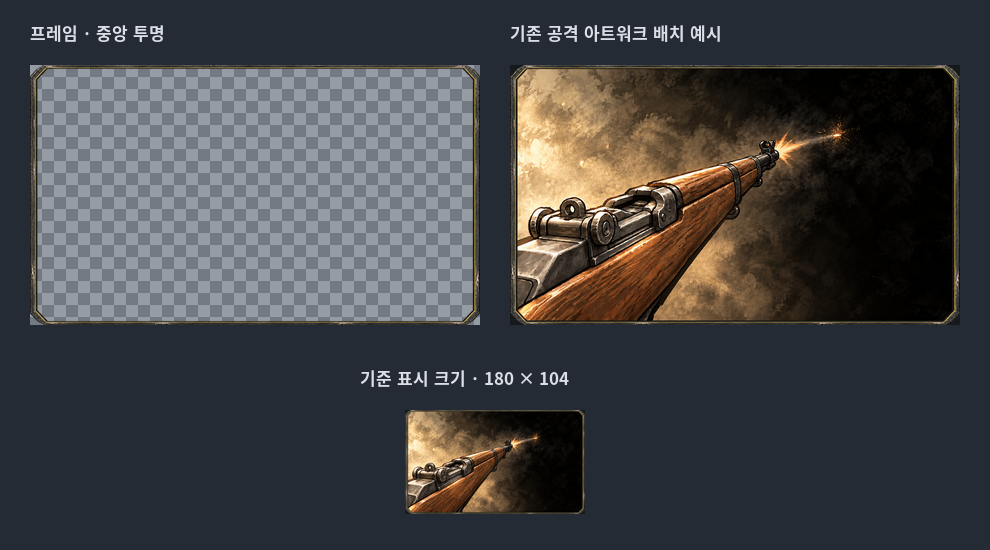 프레임 · 중앙 투명
기존 공격 아트워크 배치 예시
기준 표시 크기 · 180 × 104